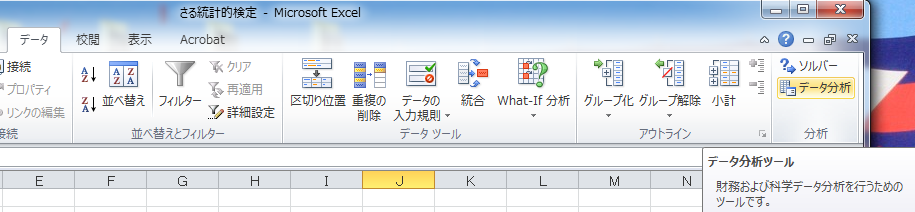 さる統計的検定 - Microsoft Excel
データ 校閲 表示 Acrobat
接続
プロパティ
リンクの編集
接続
並べ替え
フィルター
クリア
再適用
詳細設定
並べ替えとフィルター
区切り位置
重複の
削除
データの
入力規則
統合
What-If 分析
データ ツール
グループ化
グループ解除
小計
アウトライン
ソルバー
データ分析
分析
E F G H I J K L M N
データ分析ツール
財務および科学データ分析を行うための
ツールです。